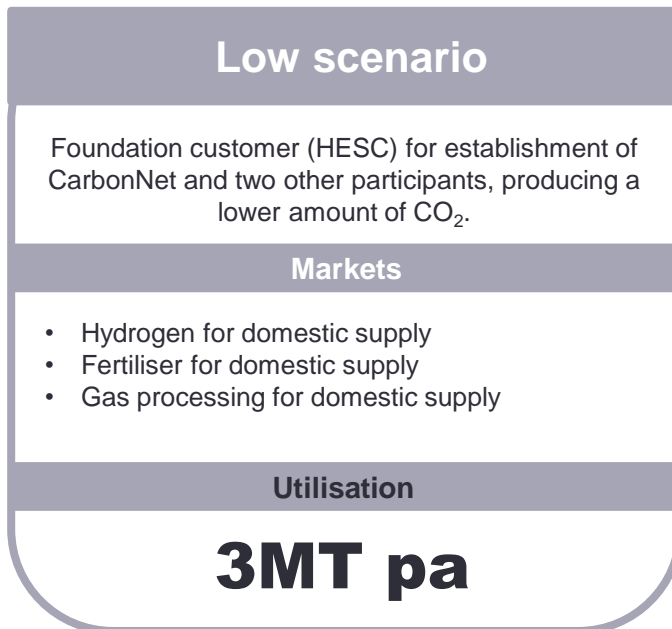 Low scenario
Foundation customer (HESC) for establishment of
CarbonNet and two other participants, producing a
lower amount of CO₂.
Markets
• Hydrogen for domestic supply
• Fertiliser for domestic supply
• Gas processing for domestic supply
Utilisation
3MT pa